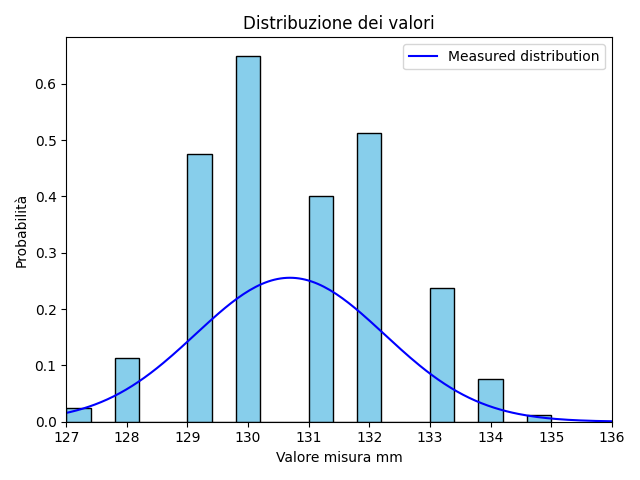 Distribuzione dei valori
Measured distribution
Probabilità
0.6
0.5
0.4
0.3
0.2
0.1
0.0
127 128 129 130 131 132 133 134 135 136
Valore misura mm